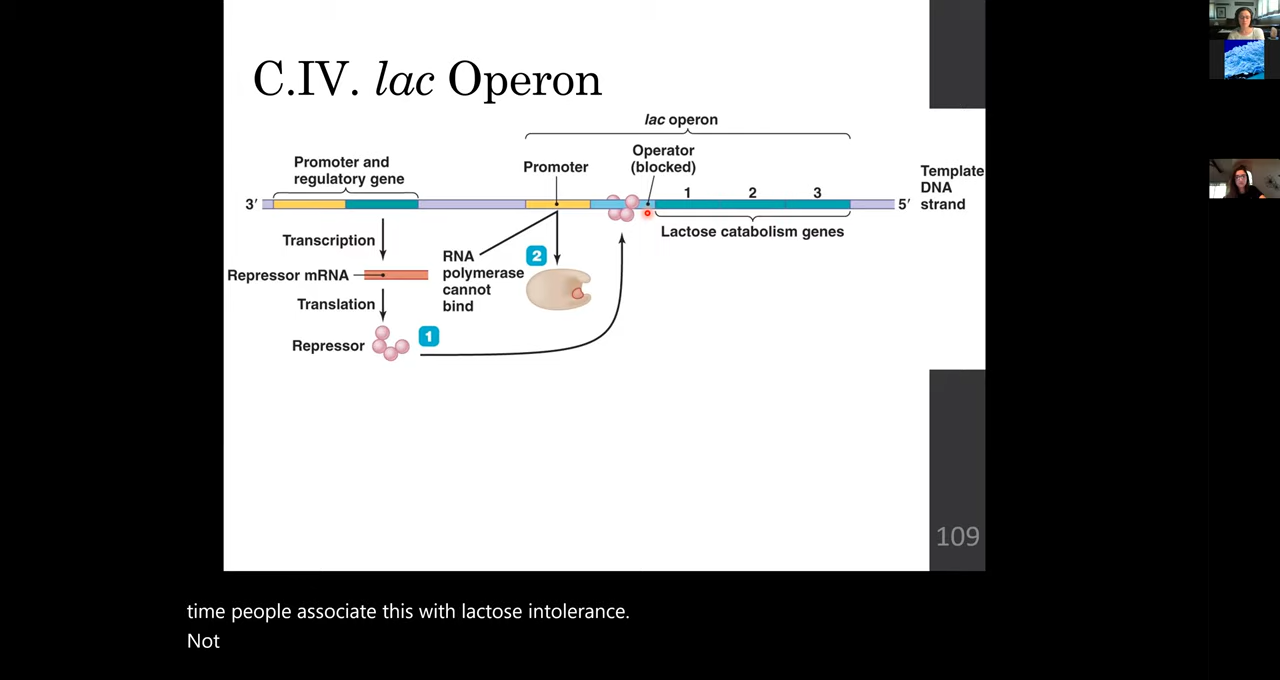 C.IV. lac Operon
lac operon
Promoter and
regulatory gene
Promoter
Operator
(blocked)
1 2 3
Template
DNA
strand
3′
5′
Lactose catabolism genes
Transcription
RNA
polymerase
cannot
bind
2
Repressor mRNA
Translation
Repressor
1
109
time people associate this with lactose intolerance.
Not